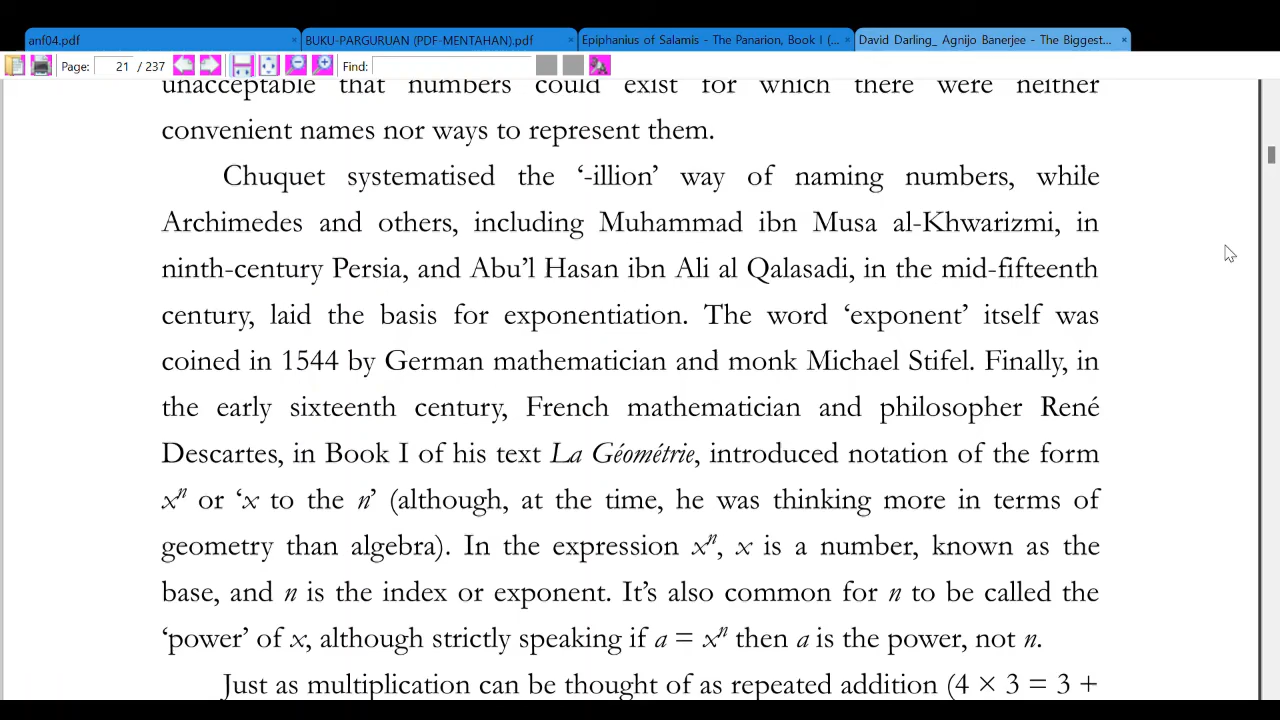 anf04.pdf × BUKU-PARGURUAN (PDF-MENTAHAN).pdf × Epiphanius of Salamis - The Panarion, Book I (... × David Darling_ Agnijo Banerjee - The Biggest... ×
Page: 21 / 237 Find:
unacceptable that numbers could exist for which there were neither
convenient names nor ways to represent them.
Chuquet systematised the ‘-illion’ way of naming numbers, while
Archimedes and others, including Muhammad ibn Musa al-Khwarizmi, in
ninth-century Persia, and Abu’l Hasan ibn Ali al Qalasadi, in the mid-fifteenth
century, laid the basis for exponentiation. The word ‘exponent’ itself was
coined in 1544 by German mathematician and monk Michael Stifel. Finally, in
the early sixteenth century, French mathematician and philosopher René
Descartes, in Book I of his text La Géométrie, introduced notation of the form
xⁿ or ‘x to the n’ (although, at the time, he was thinking more in terms of
geometry than algebra). In the expression xⁿ, x is a number, known as the
base, and n is the index or exponent. It’s also common for n to be called the
‘power’ of x, although strictly speaking if a = xⁿ then a is the power, not n.
Just as multiplication can be thought of as repeated addition (4 × 3 = 3 +